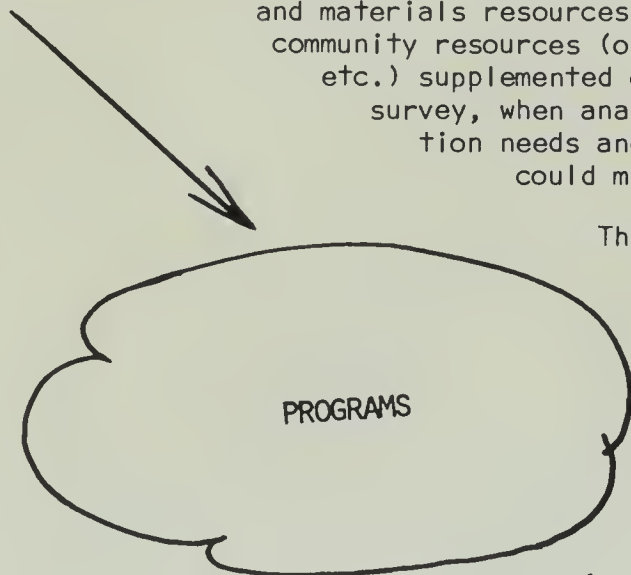 and materials resources
community resources (o
etc.) supplemented
survey, when ana
tion needs an
could m
Th
PROGRAMS